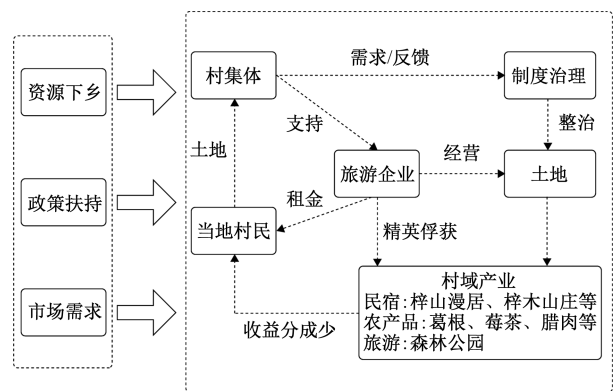 需求/反馈
村集体
制度治理
资源下乡
支持
整治
土地
经营
旅游企业
土地
租金
政策扶持
当地村民
精英俘获
村域产业
民宿:梓山漫居、梓木山庄等
农产品:葛根、莓茶、腊肉等
旅游:森林公园
市场需求
收益分成少